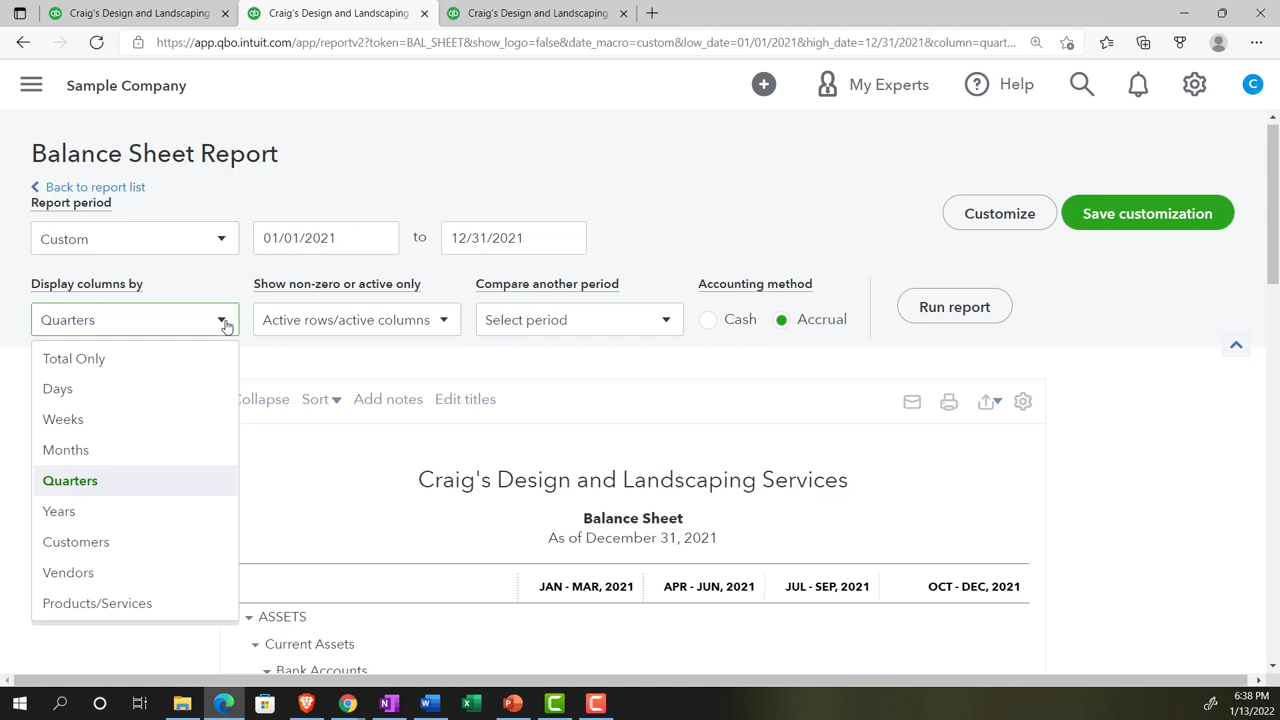 Craig's Design and Landscaping
Craig's Design and Landscaping
Craig's Design and Landscaping
https://app.qbo.intuit.com/app/reportv2?token=BAL_SHEET&show_logo=false&date_macro=custom&low_date=01/01/2021&high_date=12/31/2021&column=quart...
Sample Company
My Experts
Help
C
Balance Sheet Report
Back to report list
Report period
Custom
01/01/2021
to
12/31/2021
Customize
Save customization
Display columns by
Show non-zero or active only
Compare another period
Accounting method
Quarters
Active rows/active columns
Select period
Cash
Accrual
Run report
Total Only
Days
Weeks
Months
Quarters
Years
Customers
Vendors
Products/Services
Collapse
Sort
Add notes
Edit titles
Craig's Design and Landscaping Services
Balance Sheet
As of December 31, 2021
JAN - MAR, 2021
APR - JUN, 2021
JUL - SEP, 2021
OCT - DEC, 2021
ASSETS
Current Assets
Bank Accounts
6:38 PM
1/13/2022